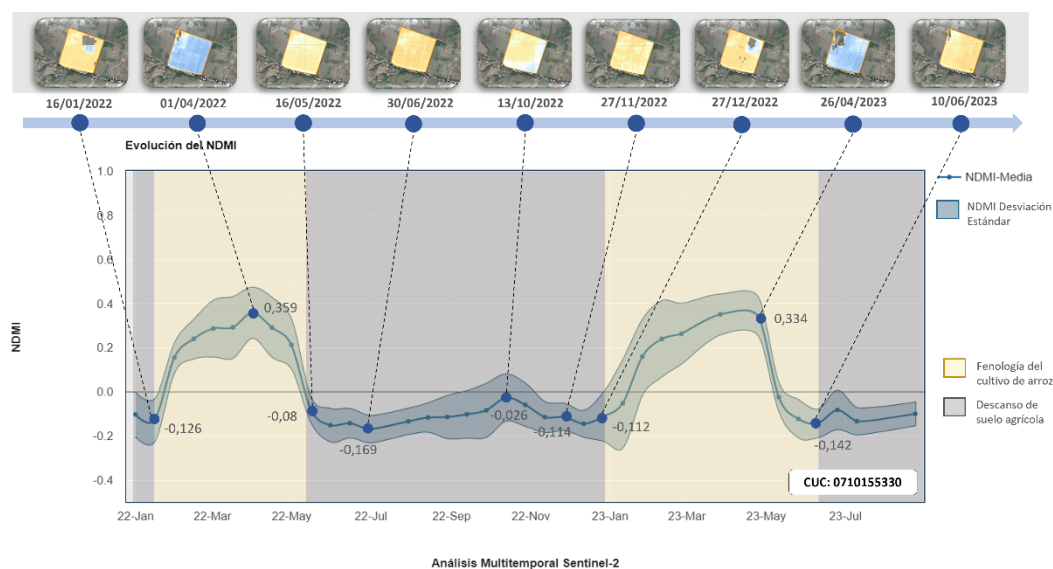 16/01/2022 01/04/2022 16/05/2022 30/06/2022 13/10/2022 27/11/2022 27/12/2022 26/04/2023 10/06/2023
Evolución del NDMI
1.0
0.8
0.6
0.4
0.2
0.0
-0.2
-0.4
NDMI
0,359
0,334
-0,126
-0,08
-0,169
-0,026
-0,114
-0,112
-0,142
NDMI-Media
NDMI Desviación
Estándar
Fenología del
cultivo de arroz
Descanso de
suelo agrícola
CUC: 0710155330
22-Jan 22-Mar 22-May 22-Jul 22-Sep 22-Nov 23-Jan 23-Mar 23-May 23-Jul
Análisis Multitemporal Sentinel-2